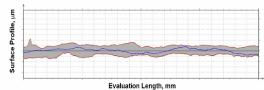 Surface Profile, μm
Evaluation Length, mm